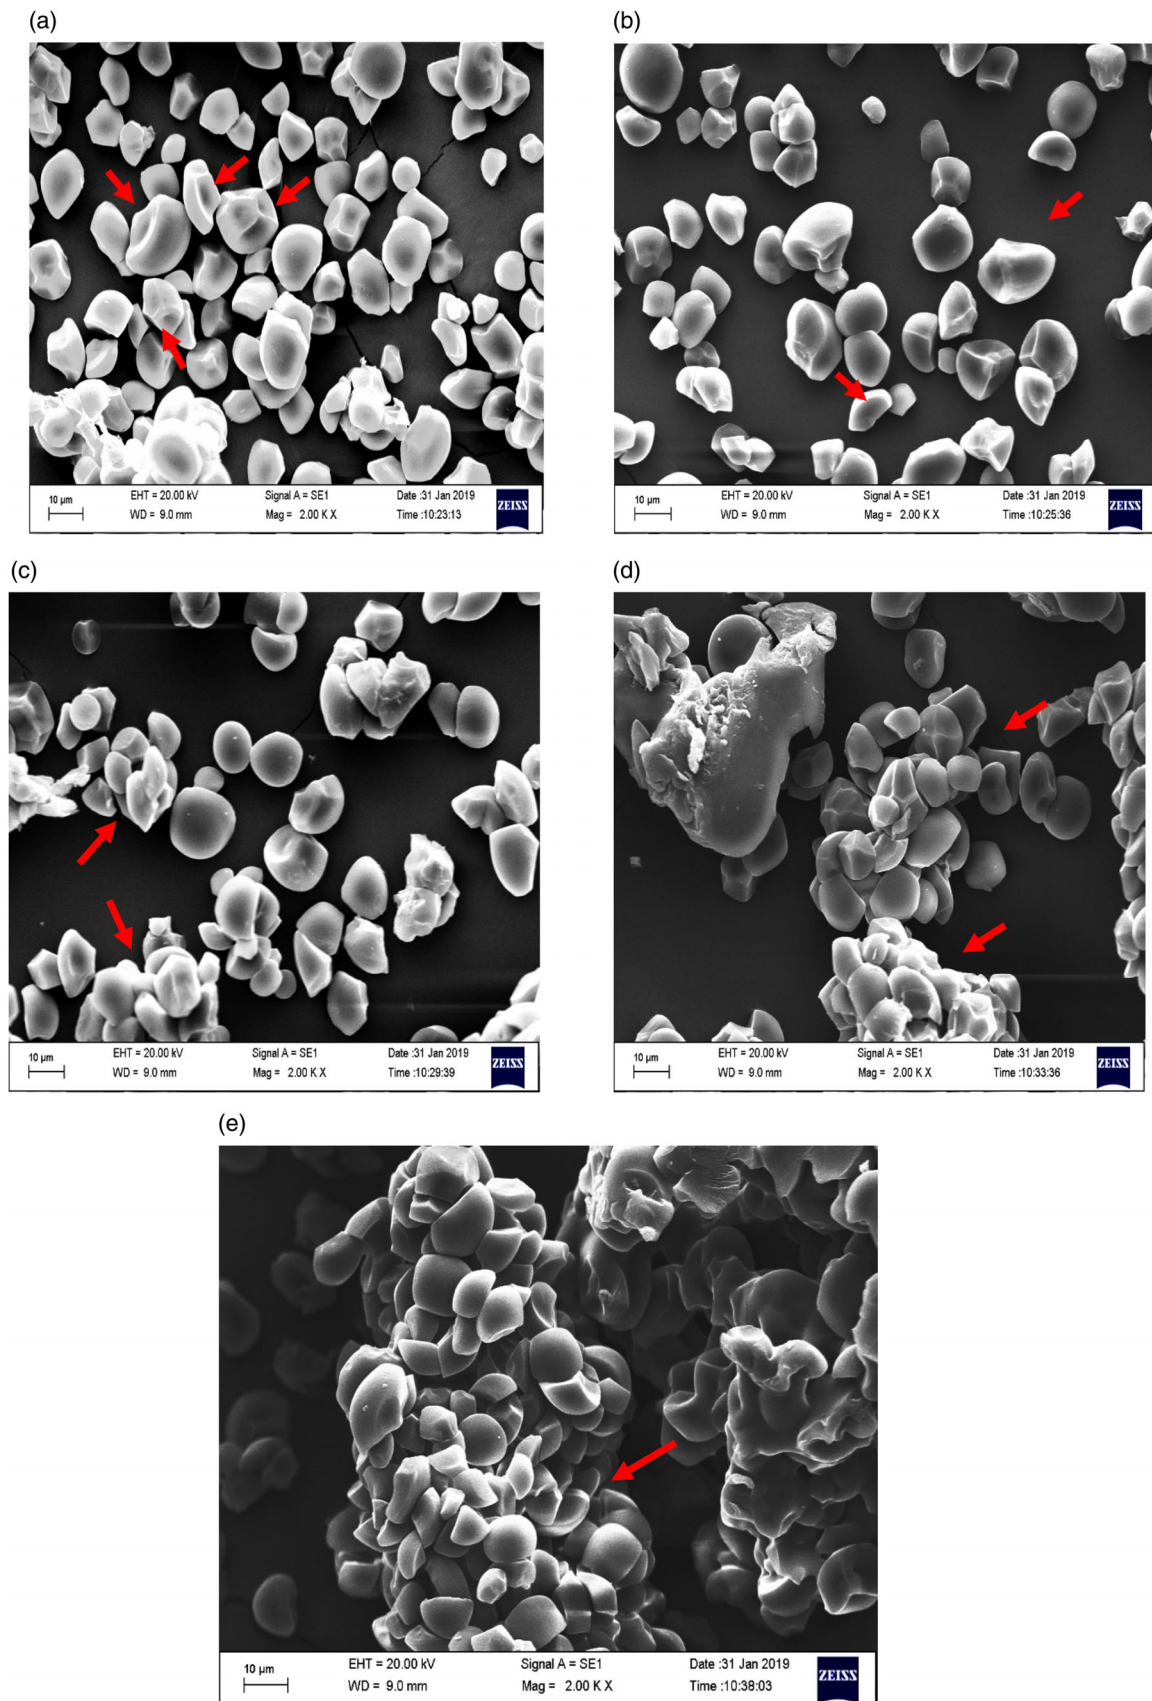 (a)
(b)
10 µm
EHT = 20.00 kV
Signal A = SE1
Date :31 Jan 2019
WD = 9.0 mm
Mag = 2.00 K X
Time :10:23:13
ZEISS
10 µm
EHT = 20.00 kV
Signal A = SE1
Date :31 Jan 2019
WD = 9.0 mm
Mag = 2.00 K X
Time :10:25:36
ZEISS
(c)
(d)
10 µm
EHT = 20.00 kV
Signal A = SE1
Date :31 Jan 2019
WD = 9.0 mm
Mag = 2.00 K X
Time :10:29:39
ZEISS
10 µm
EHT = 20.00 kV
Signal A = SE1
Date :31 Jan 2019
WD = 9.0 mm
Mag = 2.00 K X
Time :10:33:36
ZEISS
(e)
10 µm
EHT = 20.00 kV
Signal A = SE1
Date :31 Jan 2019
WD = 9.0 mm
Mag = 2.00 K X
Time :10:38:03
ZEISS